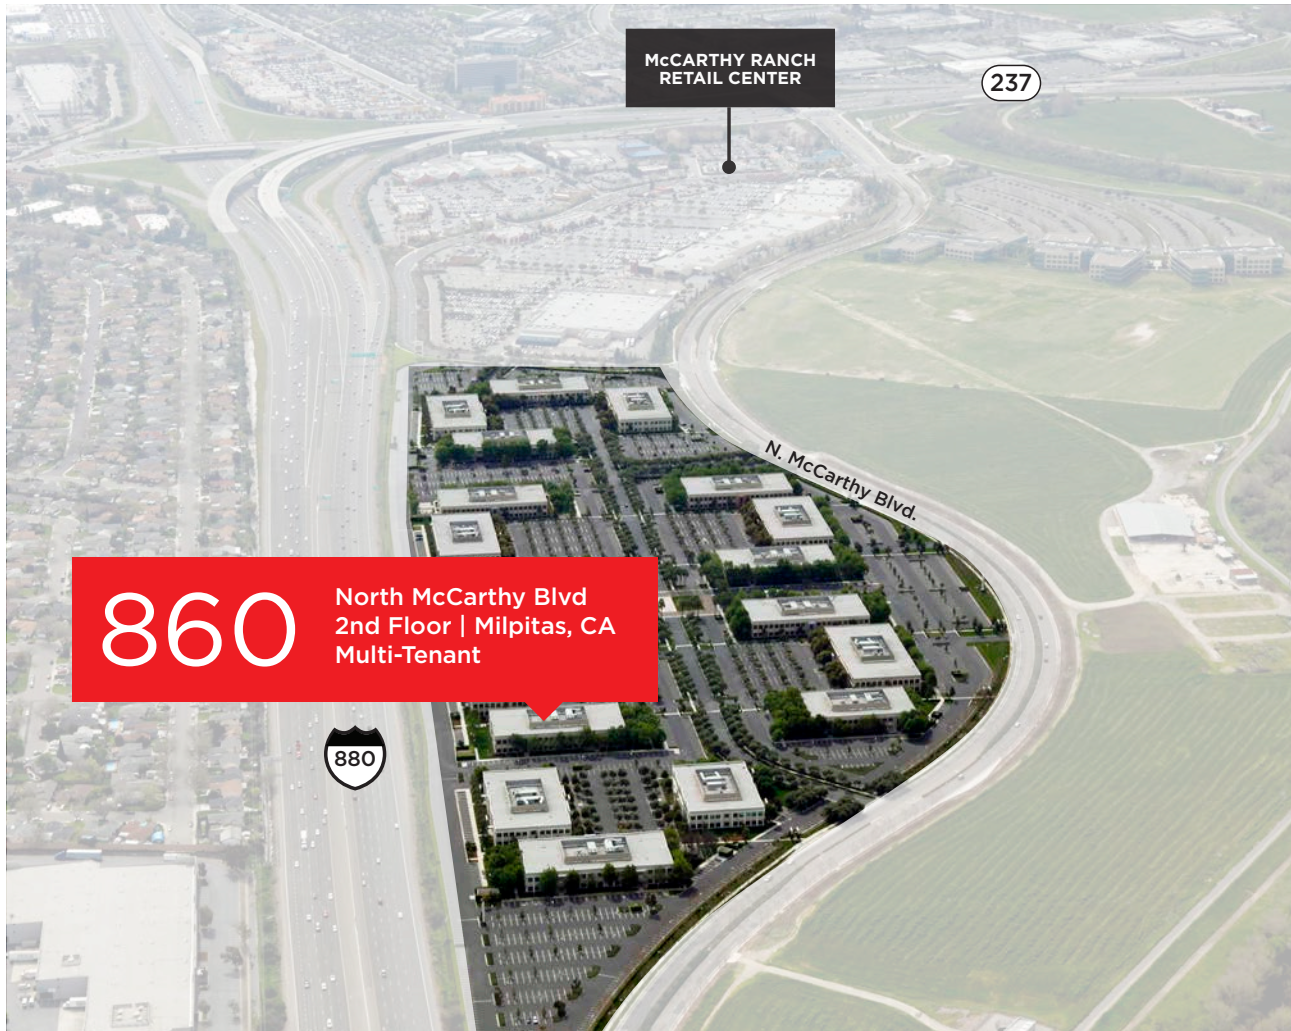 McCARTHY RANCH
RETAIL CENTER
237
N. McCarthy Blvd.
860
North McCarthy Blvd
2nd Floor | Milpitas, CA
Multi-Tenant
880